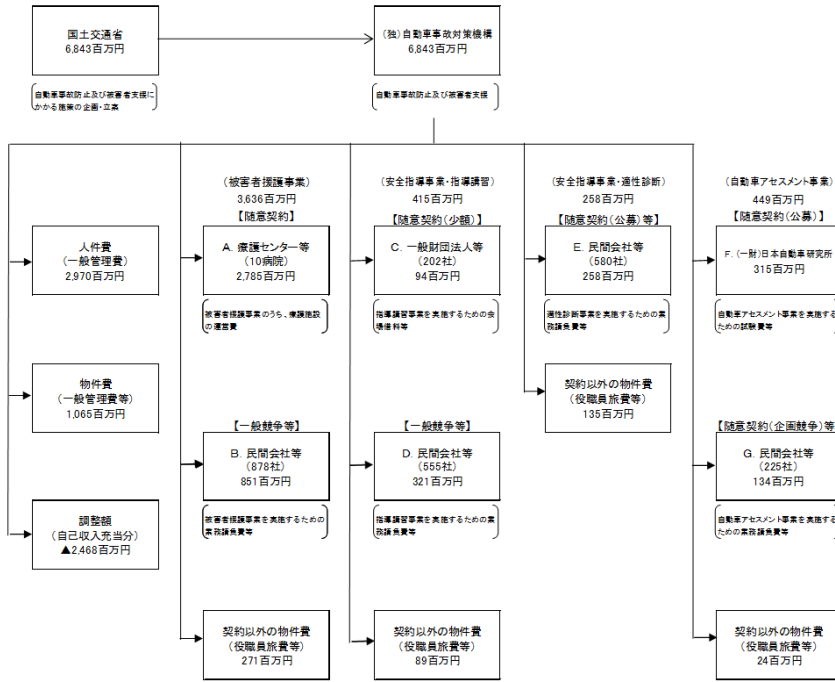 国土交通省
6,843百万円
(独)自動車事故対策機構
6,843百万円
自動車事故防止及び被害者支援に
かかる施策の企画・立案
自動車事故防止及び被害者支援
人件費
(一般管理費)
2,970百万円
物件費
(一般管理費等)
1,065百万円
調整額
(自己収入充当分)
▲2,468百万円
(被害者援護事業)
3,636百万円
【随意契約】
A. 療護センター等
(10病院)
2,785百万円
被害者援護事業のうち、療護施設
の運営費
【一般競争等】
B. 民間会社等
(878社)
851百万円
被害者援護事業を実施するための
業務請負費等
契約以外の物件費
(役職員旅費等)
271百万円
(安全指導事業・指導講習)
415百万円
【随意契約(少額)】
C. 一般財団法人等
(202社)
94百万円
指導講習事業を実施するための会
場借料等
【一般競争等】
D. 民間会社等
(555社)
321百万円
指導講習事業を実施するための業
務請負費等
契約以外の物件費
(役職員旅費等)
89百万円
(安全指導事業・適性診断)
258百万円
【随意契約(公募)等】
E. 民間会社等
(580社)
258百万円
適性診断事業を実施するための業
務請負費等
契約以外の物件費
(役職員旅費等)
135百万円
(自動車アセスメント事業)
449百万円
【随意契約(公募)】
F. (一財)日本自動車研究所
315百万円
自動車アセスメント事業を実施する
ための試験費等
【随意契約(企画競争)等】
G. 民間会社等
(225社)
134百万円
自動車アセスメント事業を実施する
ための業務請負費等
契約以外の物件費
(役職員旅費等)
24百万円